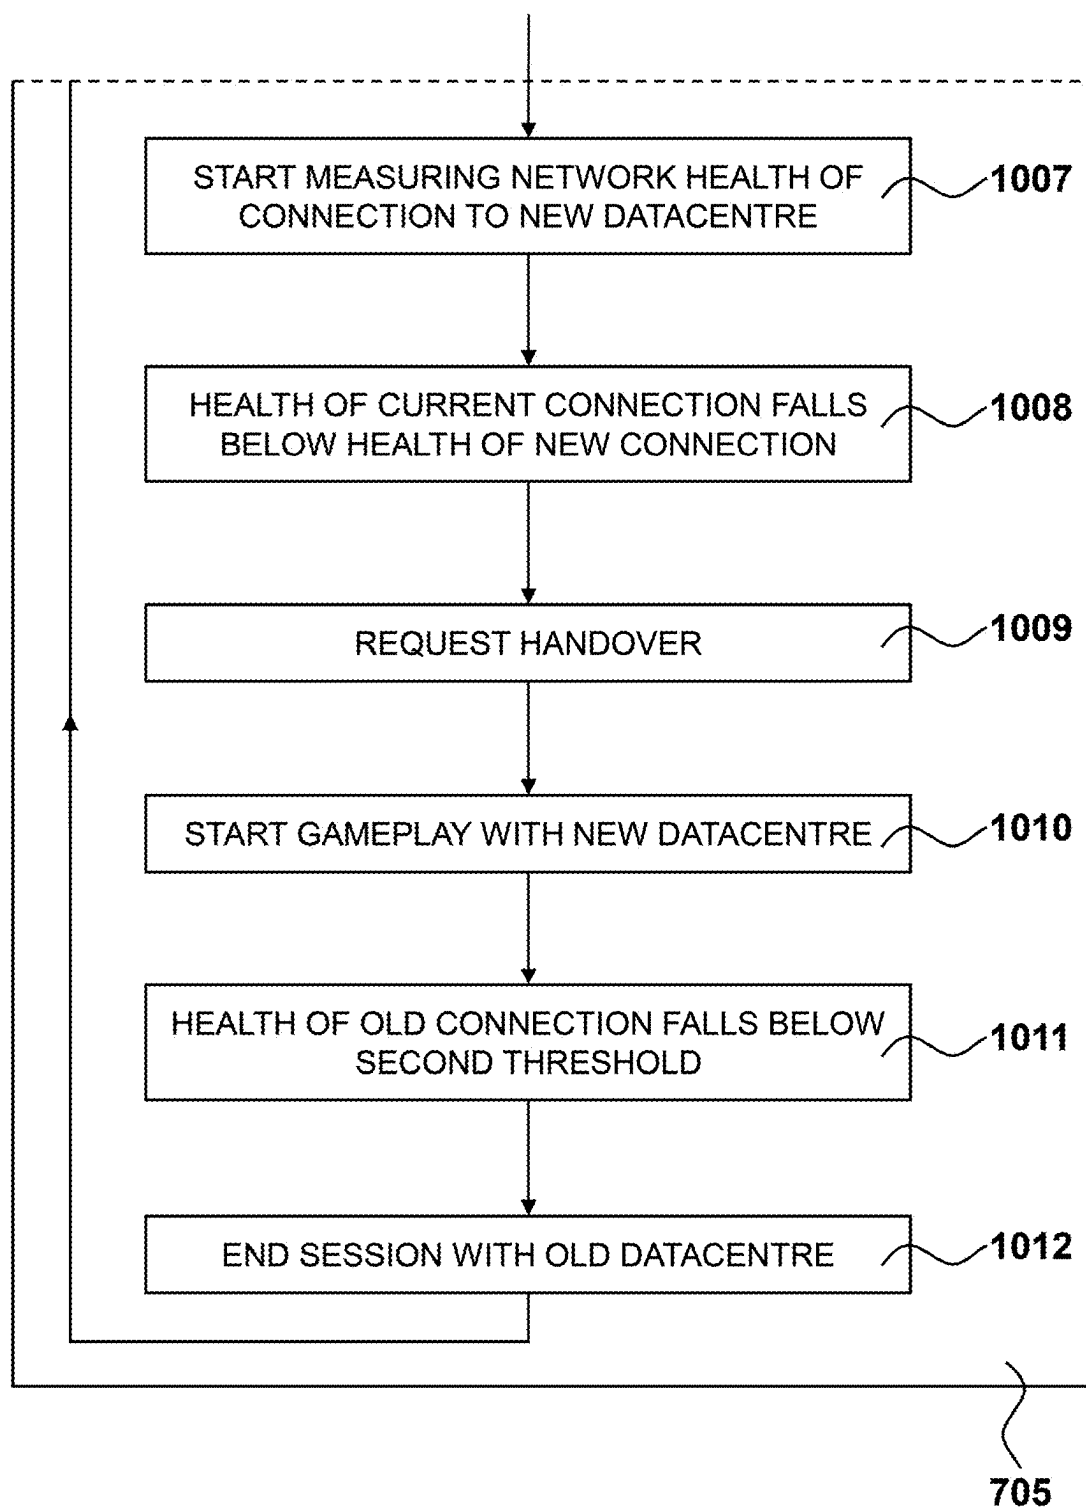 START MEASURING NETWORK HEALTH OF
CONNECTION TO NEW DATACENTRE
1007
HEALTH OF CURRENT CONNECTION FALLS
BELOW HEALTH OF NEW CONNECTION
1008
REQUEST HANDOVER
1009
START GAMEPLAY WITH NEW DATACENTRE
1010
HEALTH OF OLD CONNECTION FALLS BELOW
SECOND THRESHOLD
1011
END SESSION WITH OLD DATACENTRE
1012
705